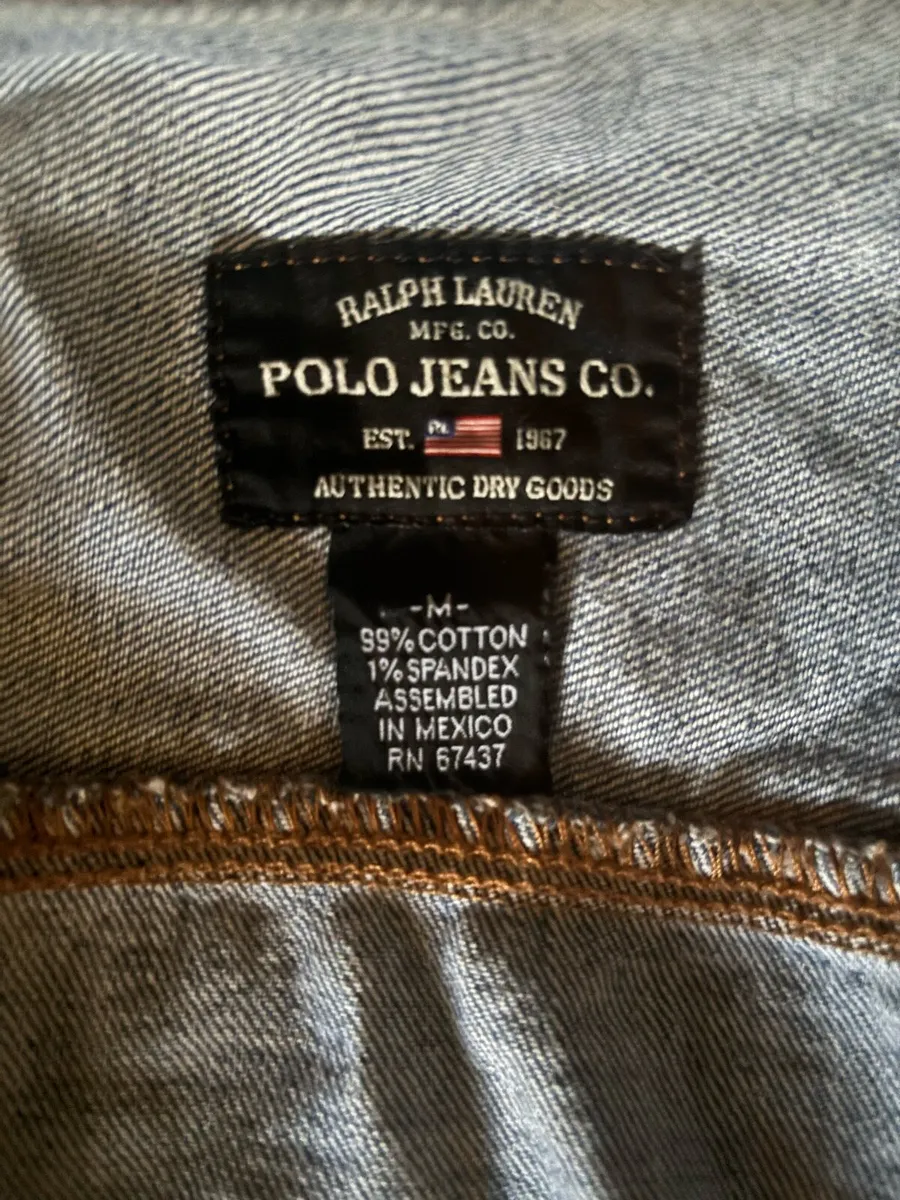 RALPH LAUREN
MFG. CO.
POLO JEANS CO.
EST. RL 1967
AUTHENTIC DRY GOODS
-M-
99% COTTON
1% SPANDEX
ASSEMBLED
IN MEXICO
RN 67437